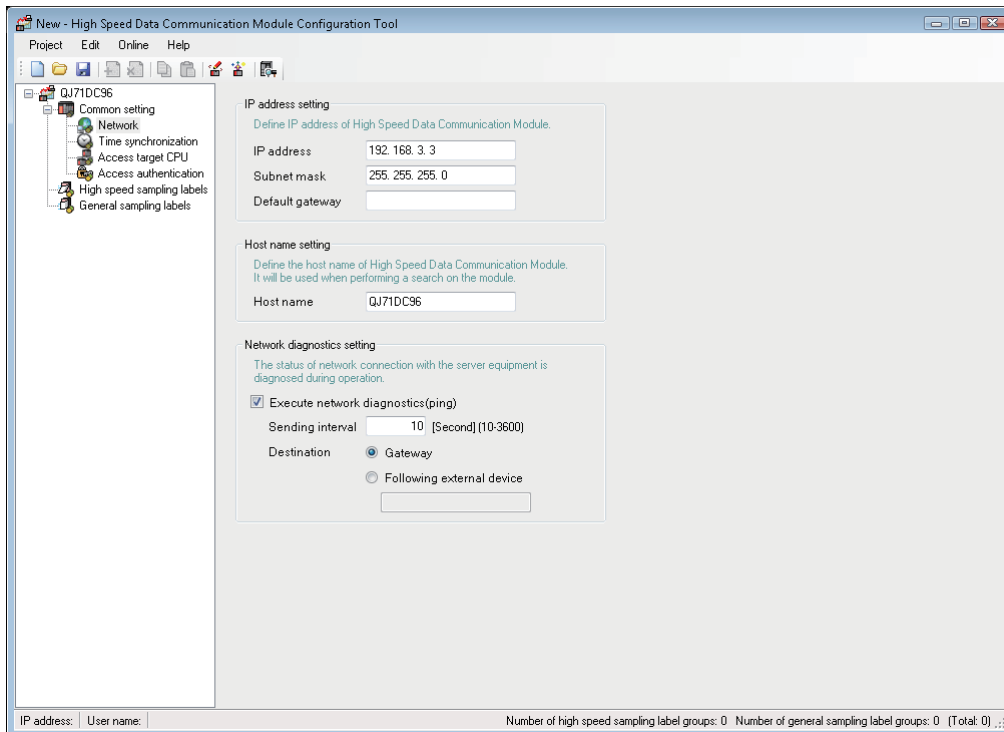 New - High Speed Data Communication Module Configuration Tool
Project Edit Online Help
QJ71DC96
Common setting
Network
Time synchronization
Access target CPU
Access authentication
High speed sampling labels
General sampling labels
IP address setting
Define IP address of High Speed Data Communication Module.
IP address 192. 168. 3. 3
Subnet mask 255. 255. 255. 0
Default gateway
Host name setting
Define the host name of High Speed Data Communication Module.
It will be used when performing a search on the module.
Host name QJ71DC96
Network diagnostics setting
The status of network connection with the server equipment is
diagnosed during operation.
Execute network diagnostics(ping)
Sending interval 10 [Second] (10-3600)
Destination Gateway
Following external device
IP address: User name: Number of high speed sampling label groups: 0 Number of general sampling label groups: 0 (Total: 0)